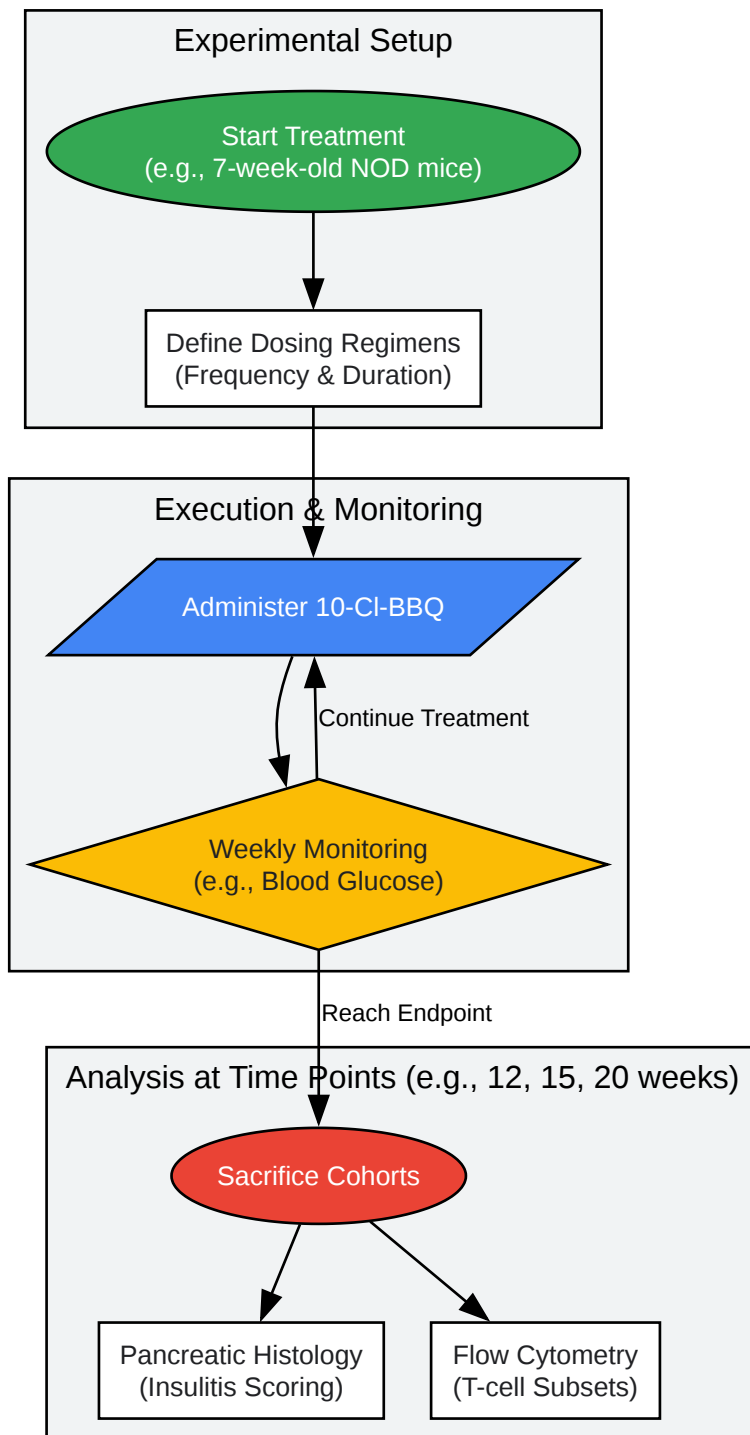 Experimental Setup
Start Treatment
(e.g., 7-week-old NOD mice)
Define Dosing Regimens
(Frequency & Duration)
Execution & Monitoring
Administer 10-Cl-BBQ
Continue Treatment
Weekly Monitoring
(e.g., Blood Glucose)
Reach Endpoint
Analysis at Time Points (e.g., 12, 15, 20 weeks)
Sacrifice Cohorts
Pancreatic Histology
(Insulitis Scoring)
Flow Cytometry
(T-cell Subsets)